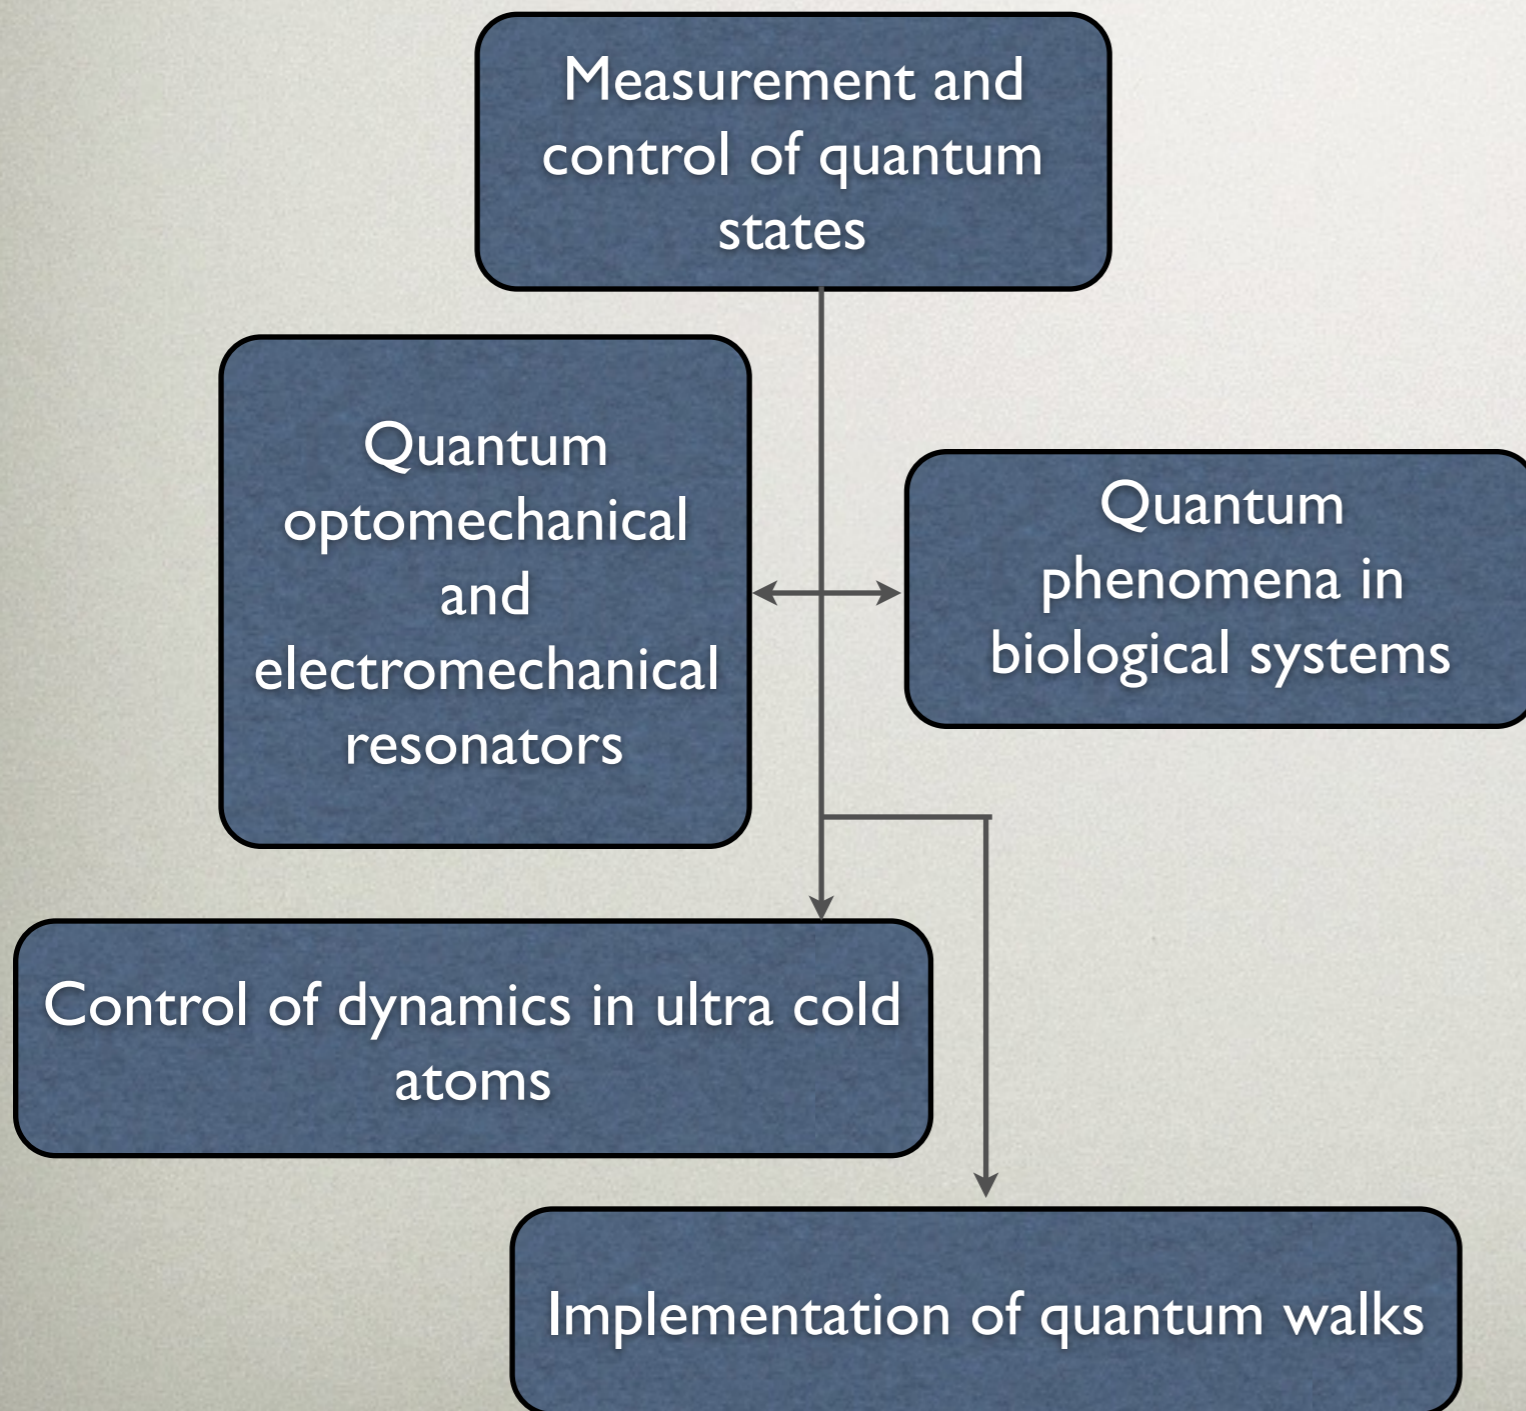 Measurement and
control of quantum
states
Quantum
optomechanical
and
electromechanical
resonators
Quantum
phenomena in
biological systems
Control of dynamics in ultra cold
atoms
Implementation of quantum walks